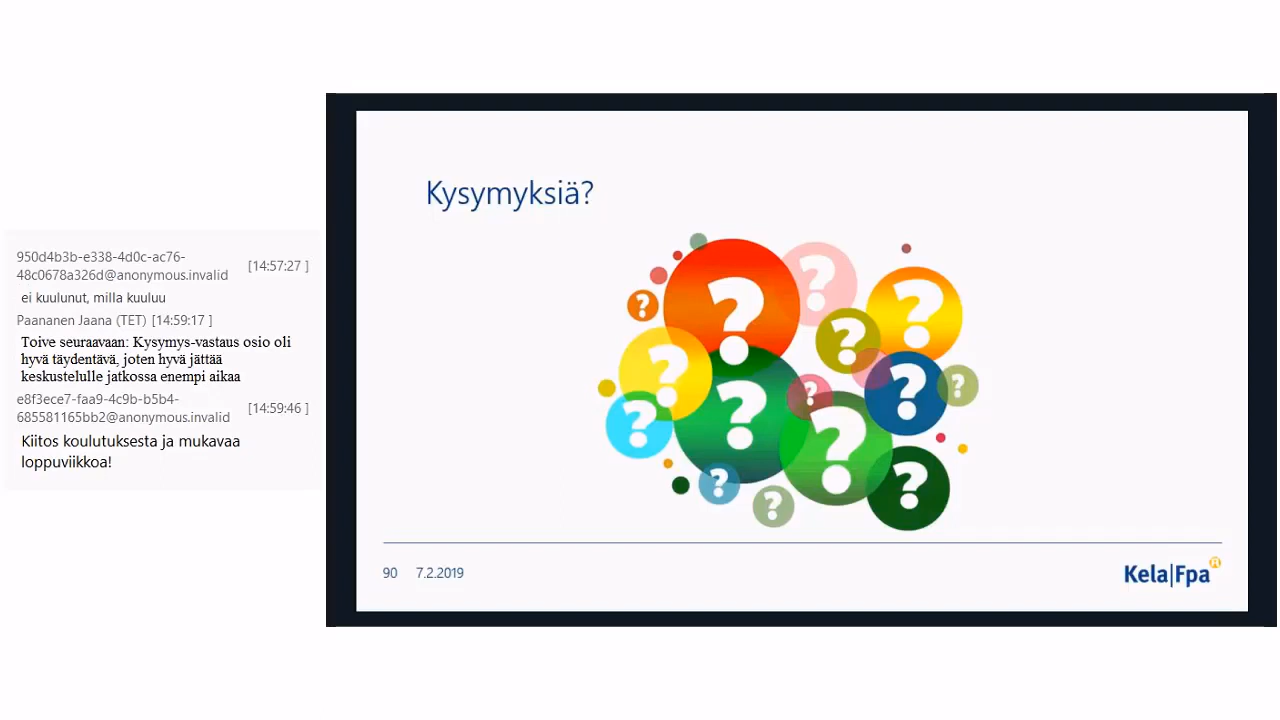 950d4b3b-e338-4d0c-ac76-
48c0678a326d@anonymous.invalid [14:57:27 ]
ei kuulunut, milla kuuluu
Paananen Jaana (TET) [14:59:17 ]
Toive seuraavaan: Kysymys-vastaus osio oli
hyvä täydentävä, joten hyvä jättää
keskustelulle jatkossa enempi aikaa
e8f3ece7-faa9-4c9b-b5b4-
685581165bb2@anonymous.invalid [14:59:46 ]
Kiitos koulutuksesta ja mukavaa
loppuviikkoa!
Kysymyksiä?
? ? ? ? ? ? ? ? ? ? ? ? ? ? ?
90 7.2.2019
Kela|Fpa